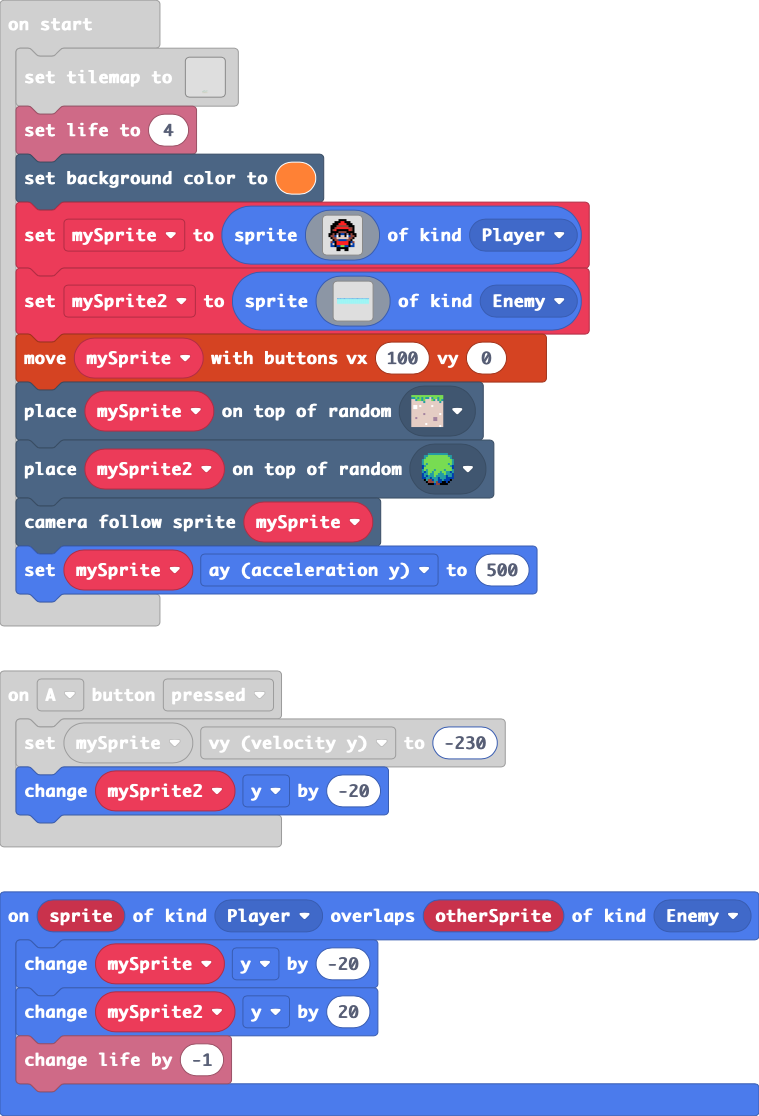 on start
set tilemap to
set life to 4
set background color to
set mySprite to sprite of kind Player
set mySprite2 to sprite of kind Enemy
move mySprite with buttons vx 100 vy 0
place mySprite on top of random
place mySprite2 on top of random
camera follow sprite mySprite
set mySprite ay (acceleration y) to 500
on A button pressed
set mySprite vy (velocity y) to -230
change mySprite2 y by -20
on sprite of kind Player overlaps otherSprite of kind Enemy
change mySprite y by -20
change mySprite2 y by 20
change life by -1